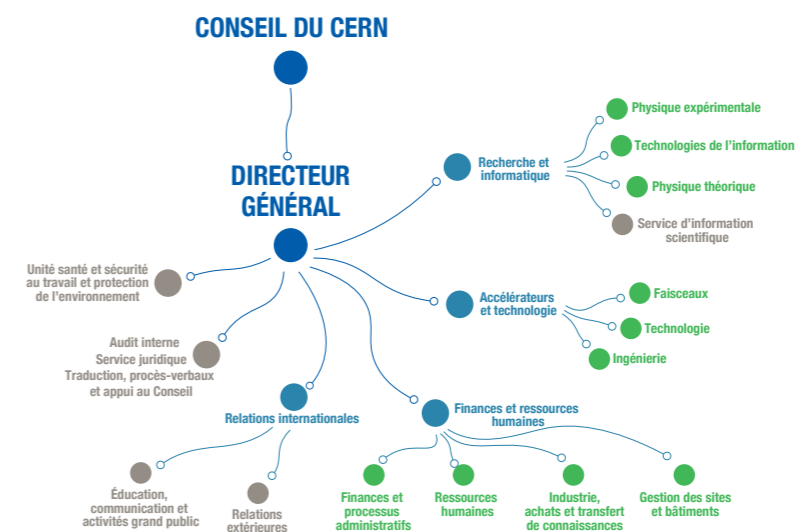 CONSEIL DU CERN
DIRECTEUR
GÉNÉRAL
Recherche et
informatique
Physique expérimentale
Technologies de l'information
Physique théorique
Service d'information
scientifique
Unité santé et sécurité
au travail et protection
de l'environnement
Accélérateurs
et technologie
Faisceaux
Technologie
Ingénierie
Audit interne
Service juridique
Traduction, procès-verbaux
et appui au Conseil
Relations internationales
Finances et ressources
humaines
Éducation,
communication et
activités grand public
Relations
extérieures
Finances et
processus
administratifs
Ressources
humaines
Industrie,
achats et transfert
de connaissances
Gestion des sites
et bâtiments